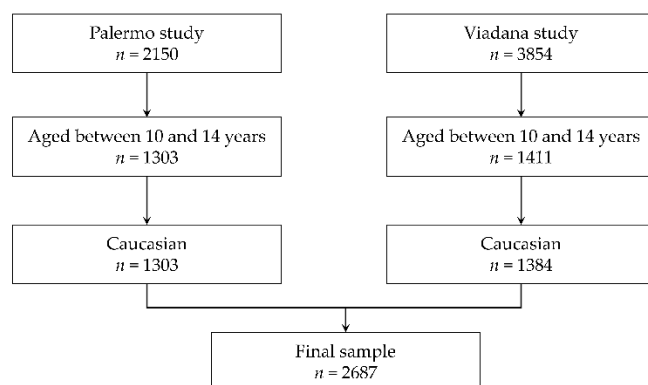 Palermo study
n = 2150
Viadana study
n = 3854
Aged between 10 and 14 years
n = 1303
Aged between 10 and 14 years
n = 1411
Caucasian
n = 1303
Caucasian
n = 1384
Final sample
n = 2687